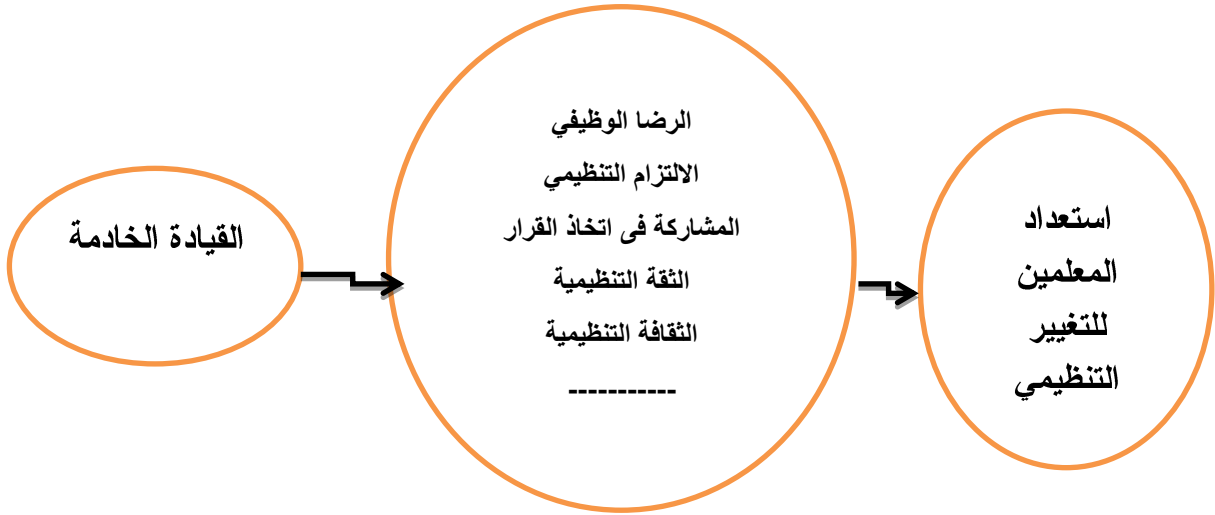 القيادة الخادمة
الرضا الوظيفي
الالتزام التنظيمي
المشاركة فى اتخاذ القرار
الثقة التنظيمية
الثقافة التنظيمية
-----------
استعداد
المعلمين
للتغيير
التنظيمي